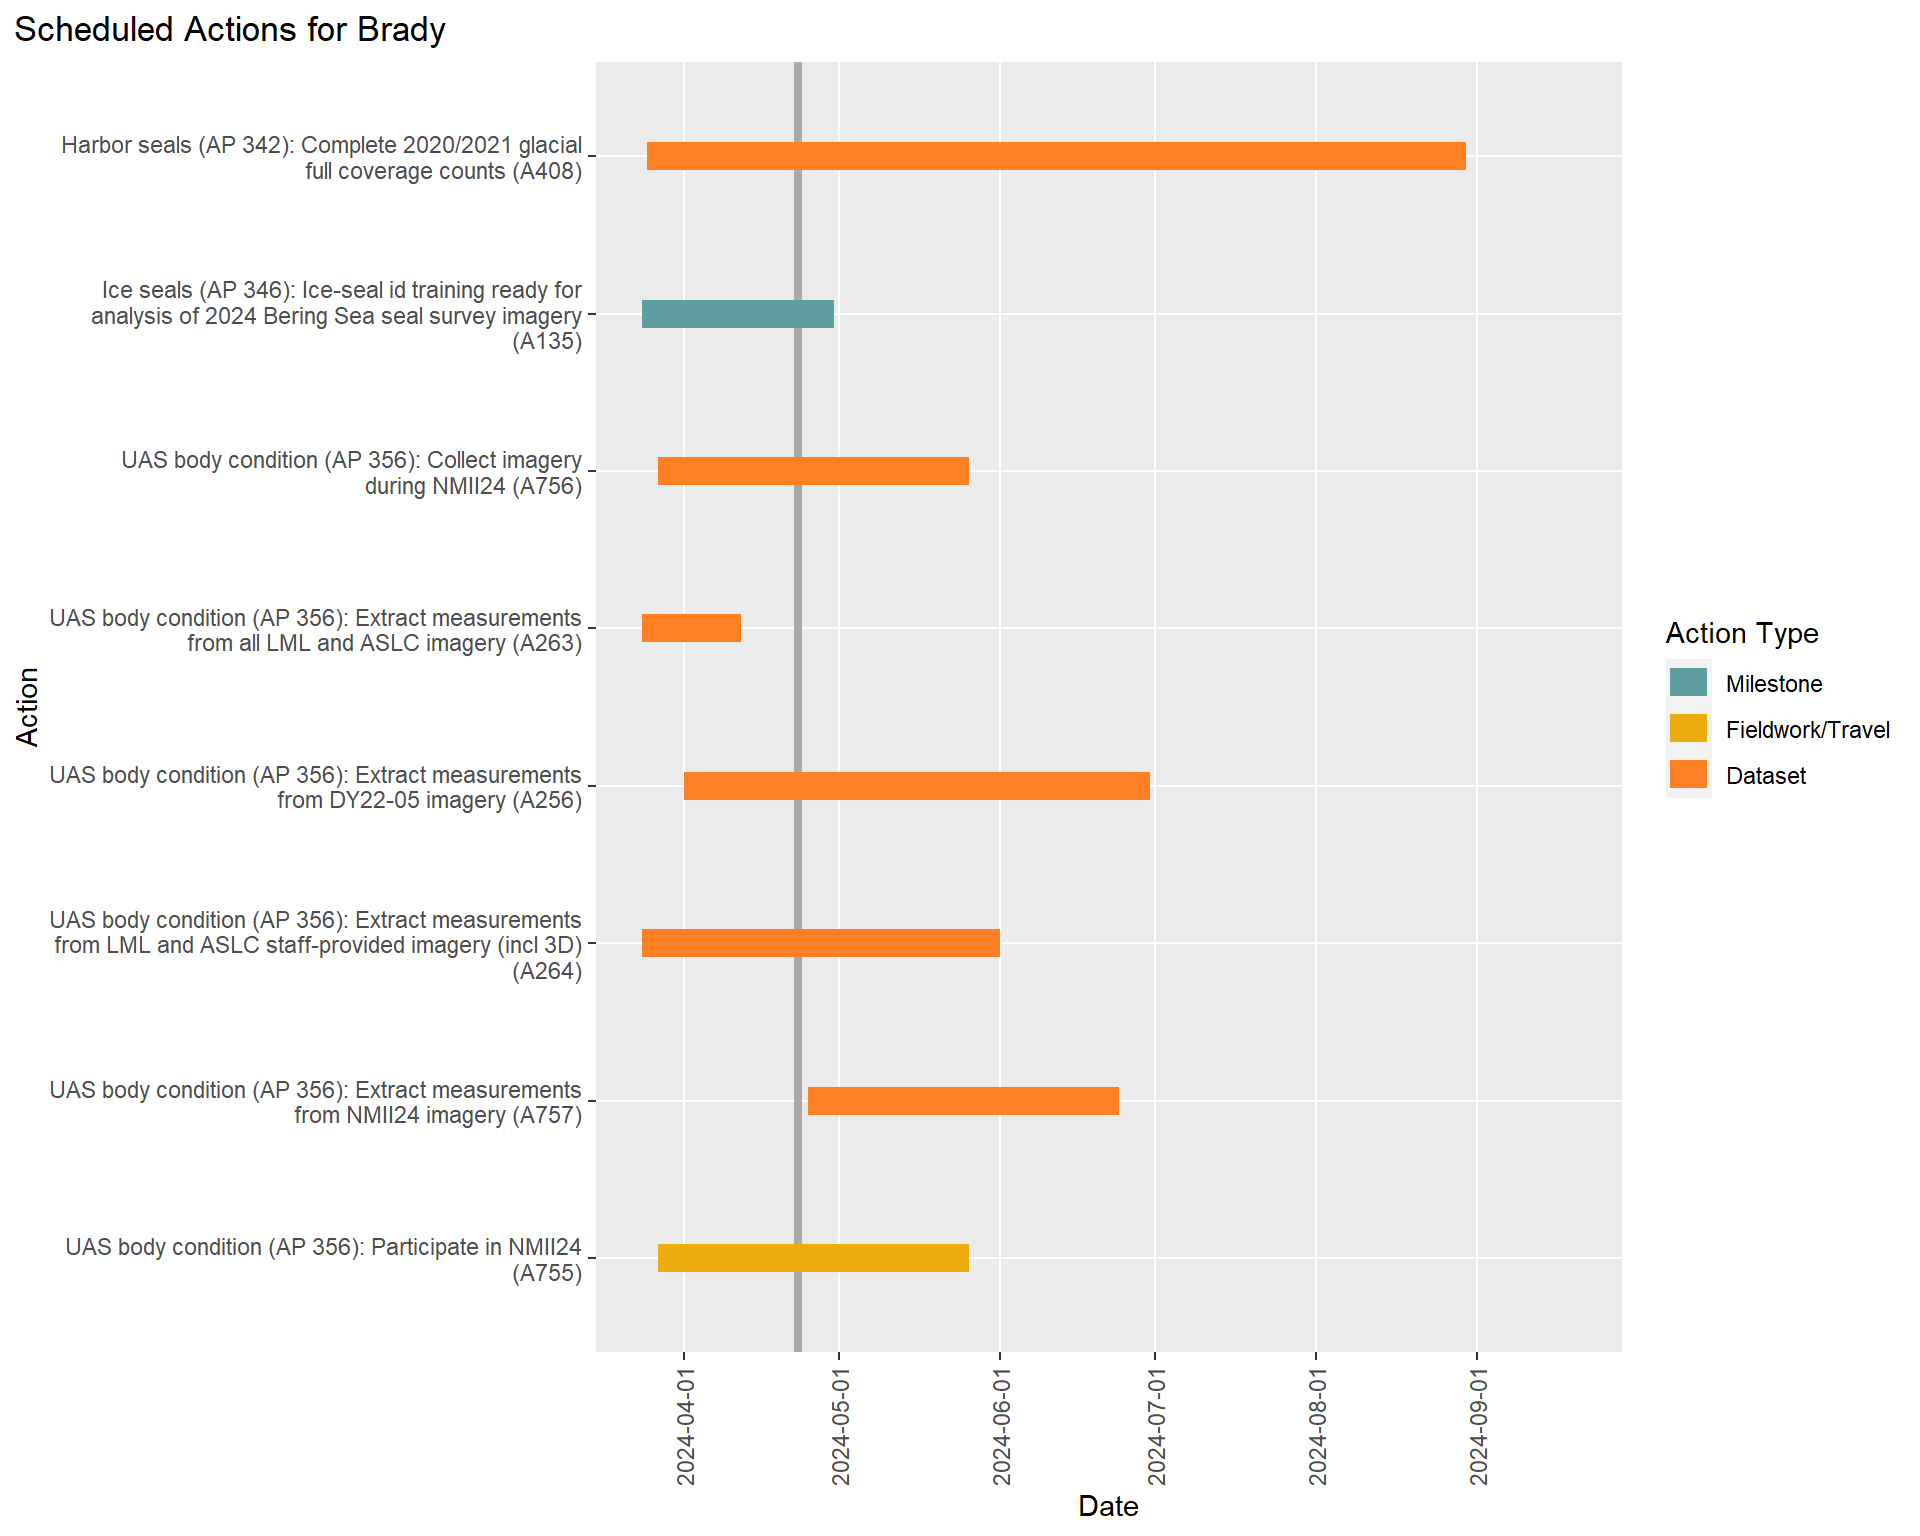 Scheduled Actions for Brady
Harbor seals (AP 342): Complete 2020/2021 glacial
full coverage counts (A408)
Ice seals (AP 346): Ice-seal id training ready for
analysis of 2024 Bering Sea seal survey imagery
(A135)
UAS body condition (AP 356): Collect imagery
during NMII24 (A756)
UAS body condition (AP 356): Extract measurements
from all LML and ASLC imagery (A263)
UAS body condition (AP 356): Extract measurements
from DY22-05 imagery (A256)
UAS body condition (AP 356): Extract measurements
from LML and ASLC staff-provided imagery (incl 3D)
(A264)
UAS body condition (AP 356): Extract measurements
from NMII24 imagery (A757)
UAS body condition (AP 356): Participate in NMII24
(A755)
Action
2024-04-01
2024-05-01
2024-06-01
2024-07-01
2024-08-01
2024-09-01
Date
Action Type
Milestone
Fieldwork/Travel
Dataset